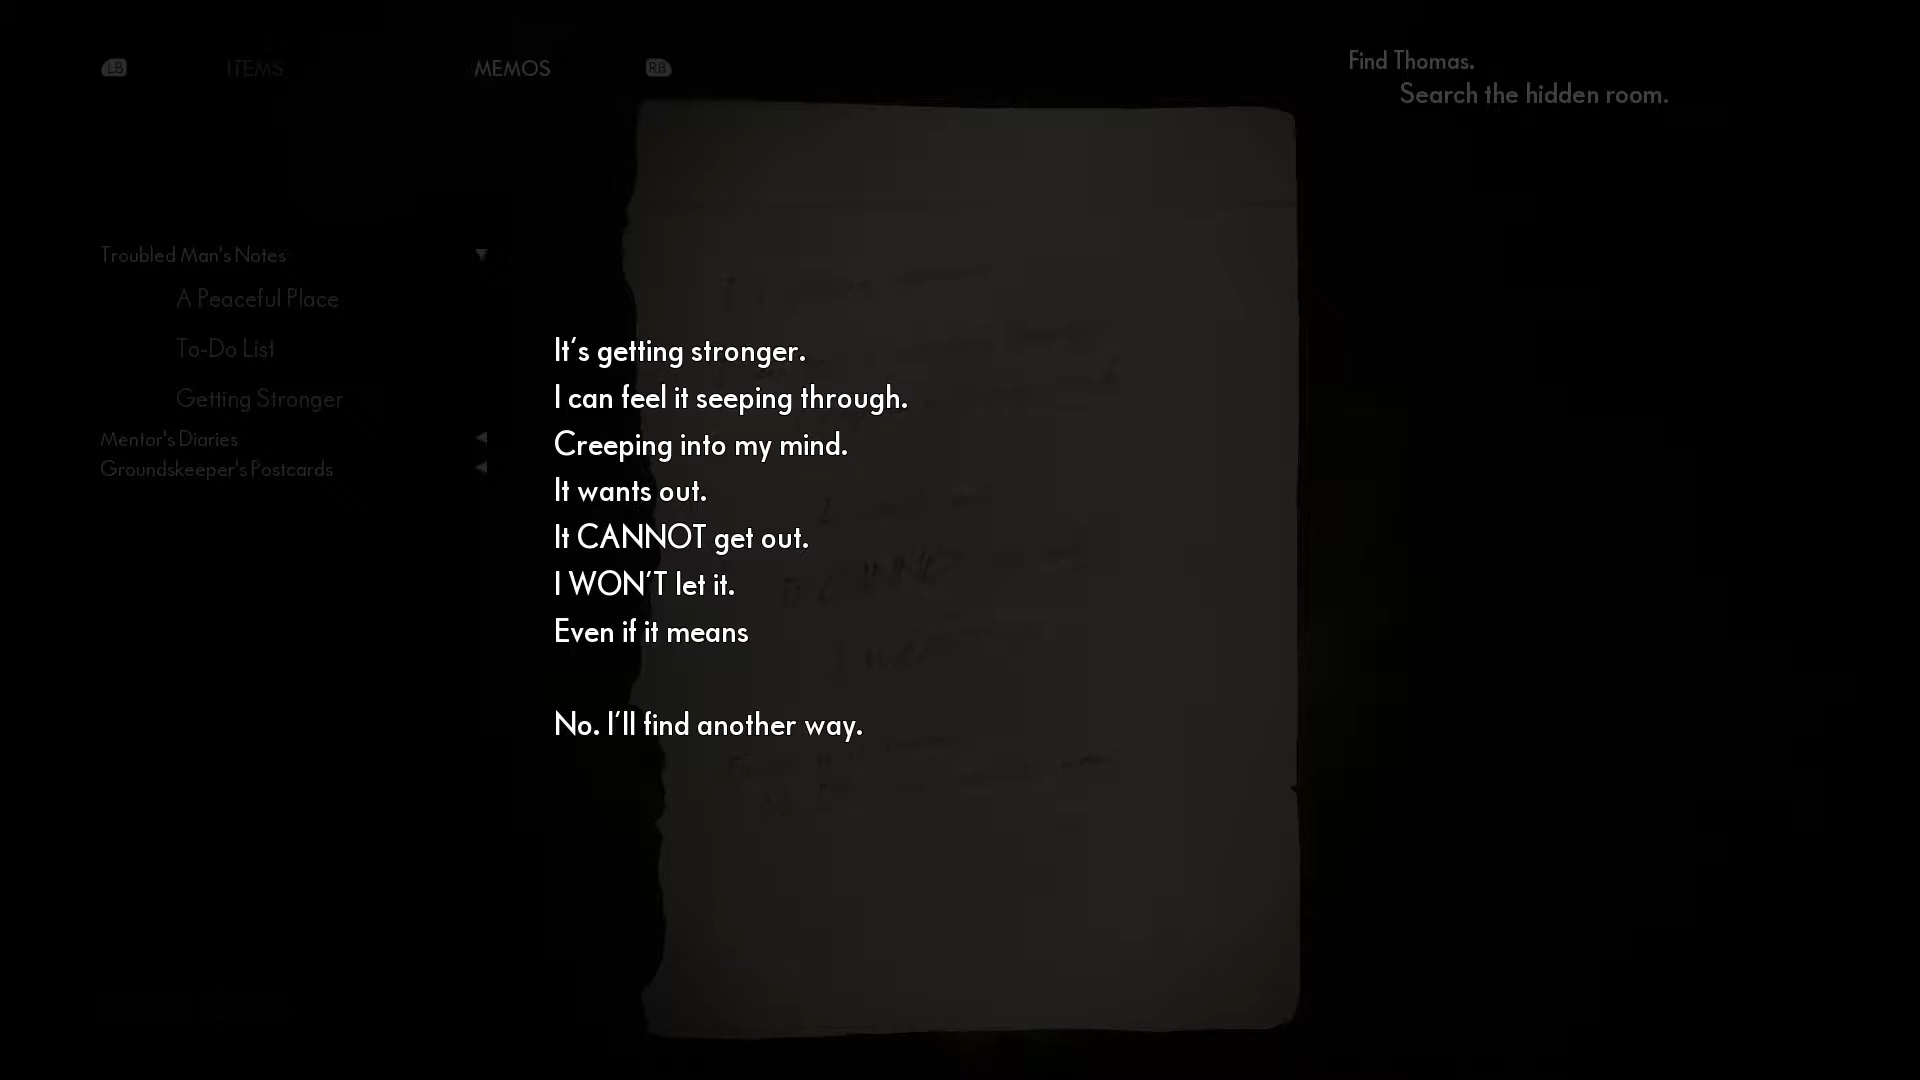 LB ITEMS MEMOS RB
Find Thomas.
Search the hidden room.
Troubled Man's Notes
A Peaceful Place
To-Do List
Getting Stronger
Mentor's Diaries
Groundskeeper's Postcards
It's getting stronger.
I can feel it seeping through.
Creeping into my mind.
It wants out.
It CANNOT get out.
I WON'T let it.
Even if it means
No. I'll find another way.